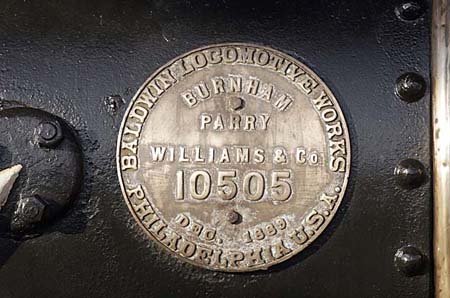 BALDWIN LOCOMOTIVE WORKS
BURNHAM
PARRY
WILLIAMS & Co.
10505
DEC. 1889
PHILADELPHIA U.S.A.